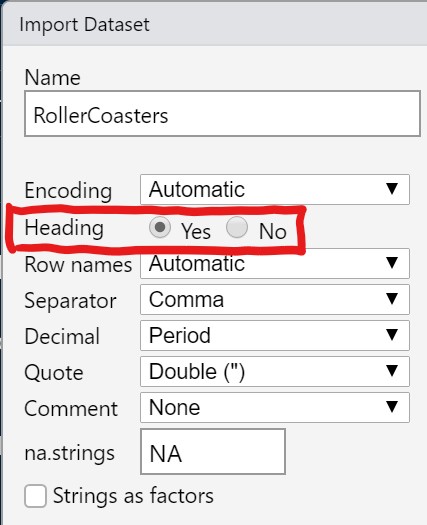 Import Dataset
Name
RollerCoasters
Encoding Automatic
Heading Yes No
Row names Automatic
Separator Comma
Decimal Period
Quote Double (")
Comment None
na.strings NA
Strings as factors